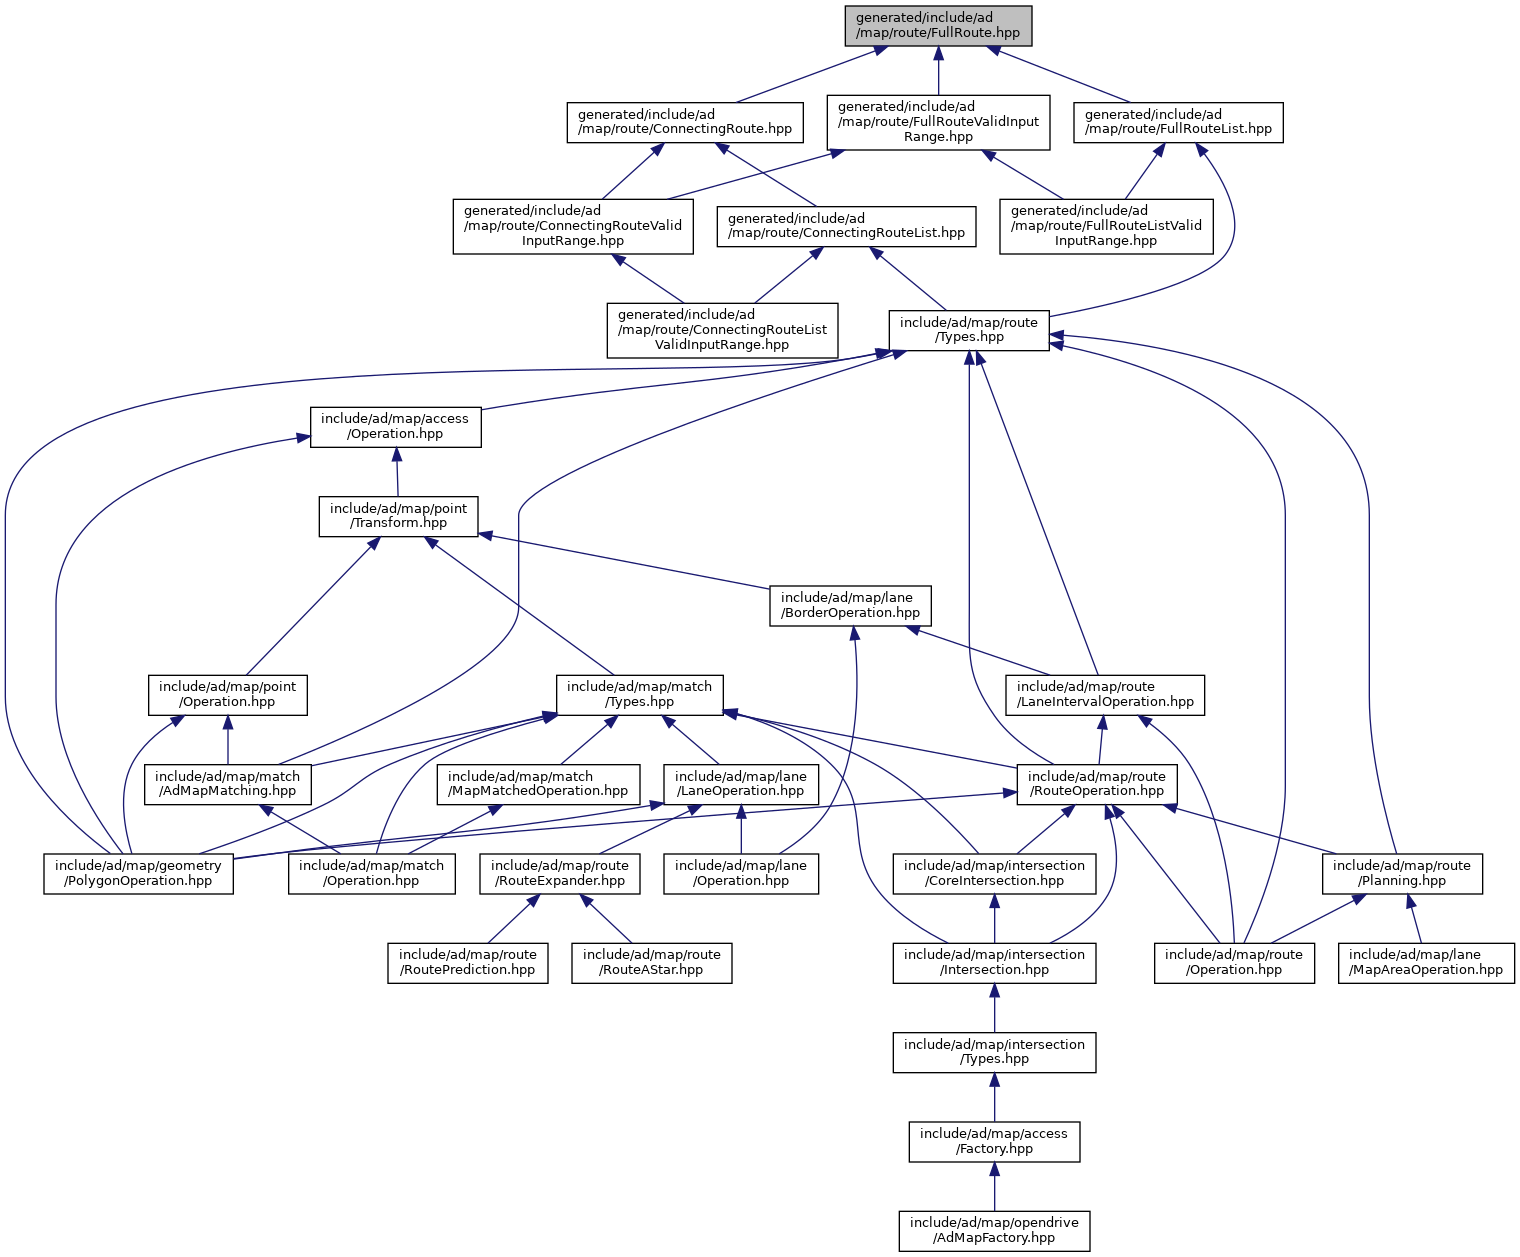 generated/include/ad
/map/route/FullRoute.hpp
generated/include/ad
/map/route/ConnectingRoute.hpp
generated/include/ad
/map/route/FullRouteValidInput
Range.hpp
generated/include/ad
/map/route/FullRouteList.hpp
generated/include/ad
/map/route/ConnectingRouteValid
InputRange.hpp
generated/include/ad
/map/route/ConnectingRouteList.hpp
generated/include/ad
/map/route/FullRouteListValid
InputRange.hpp
generated/include/ad
/map/route/ConnectingRouteList
ValidInputRange.hpp
include/ad/map/route
/Types.hpp
include/ad/map/access
/Operation.hpp
include/ad/map/point
/Transform.hpp
include/ad/map/lane
/BorderOperation.hpp
include/ad/map/point
/Operation.hpp
include/ad/map/match
/Types.hpp
include/ad/map/route
/LaneIntervalOperation.hpp
include/ad/map/match
/AdMapMatching.hpp
include/ad/map/match
/MapMatchedOperation.hpp
include/ad/map/lane
/LaneOperation.hpp
include/ad/map/route
/RouteOperation.hpp
include/ad/map/geometry
/PolygonOperation.hpp
include/ad/map/match
/Operation.hpp
include/ad/map/route
/RouteExpander.hpp
include/ad/map/lane
/Operation.hpp
include/ad/map/intersection
/CoreIntersection.hpp
include/ad/map/route
/Planning.hpp
include/ad/map/route
/RoutePrediction.hpp
include/ad/map/route
/RouteAStar.hpp
include/ad/map/intersection
/Intersection.hpp
include/ad/map/route
/Operation.hpp
include/ad/map/lane
/MapAreaOperation.hpp
include/ad/map/intersection
/Types.hpp
include/ad/map/access
/Factory.hpp
include/ad/map/opendrive
/AdMapFactory.hpp